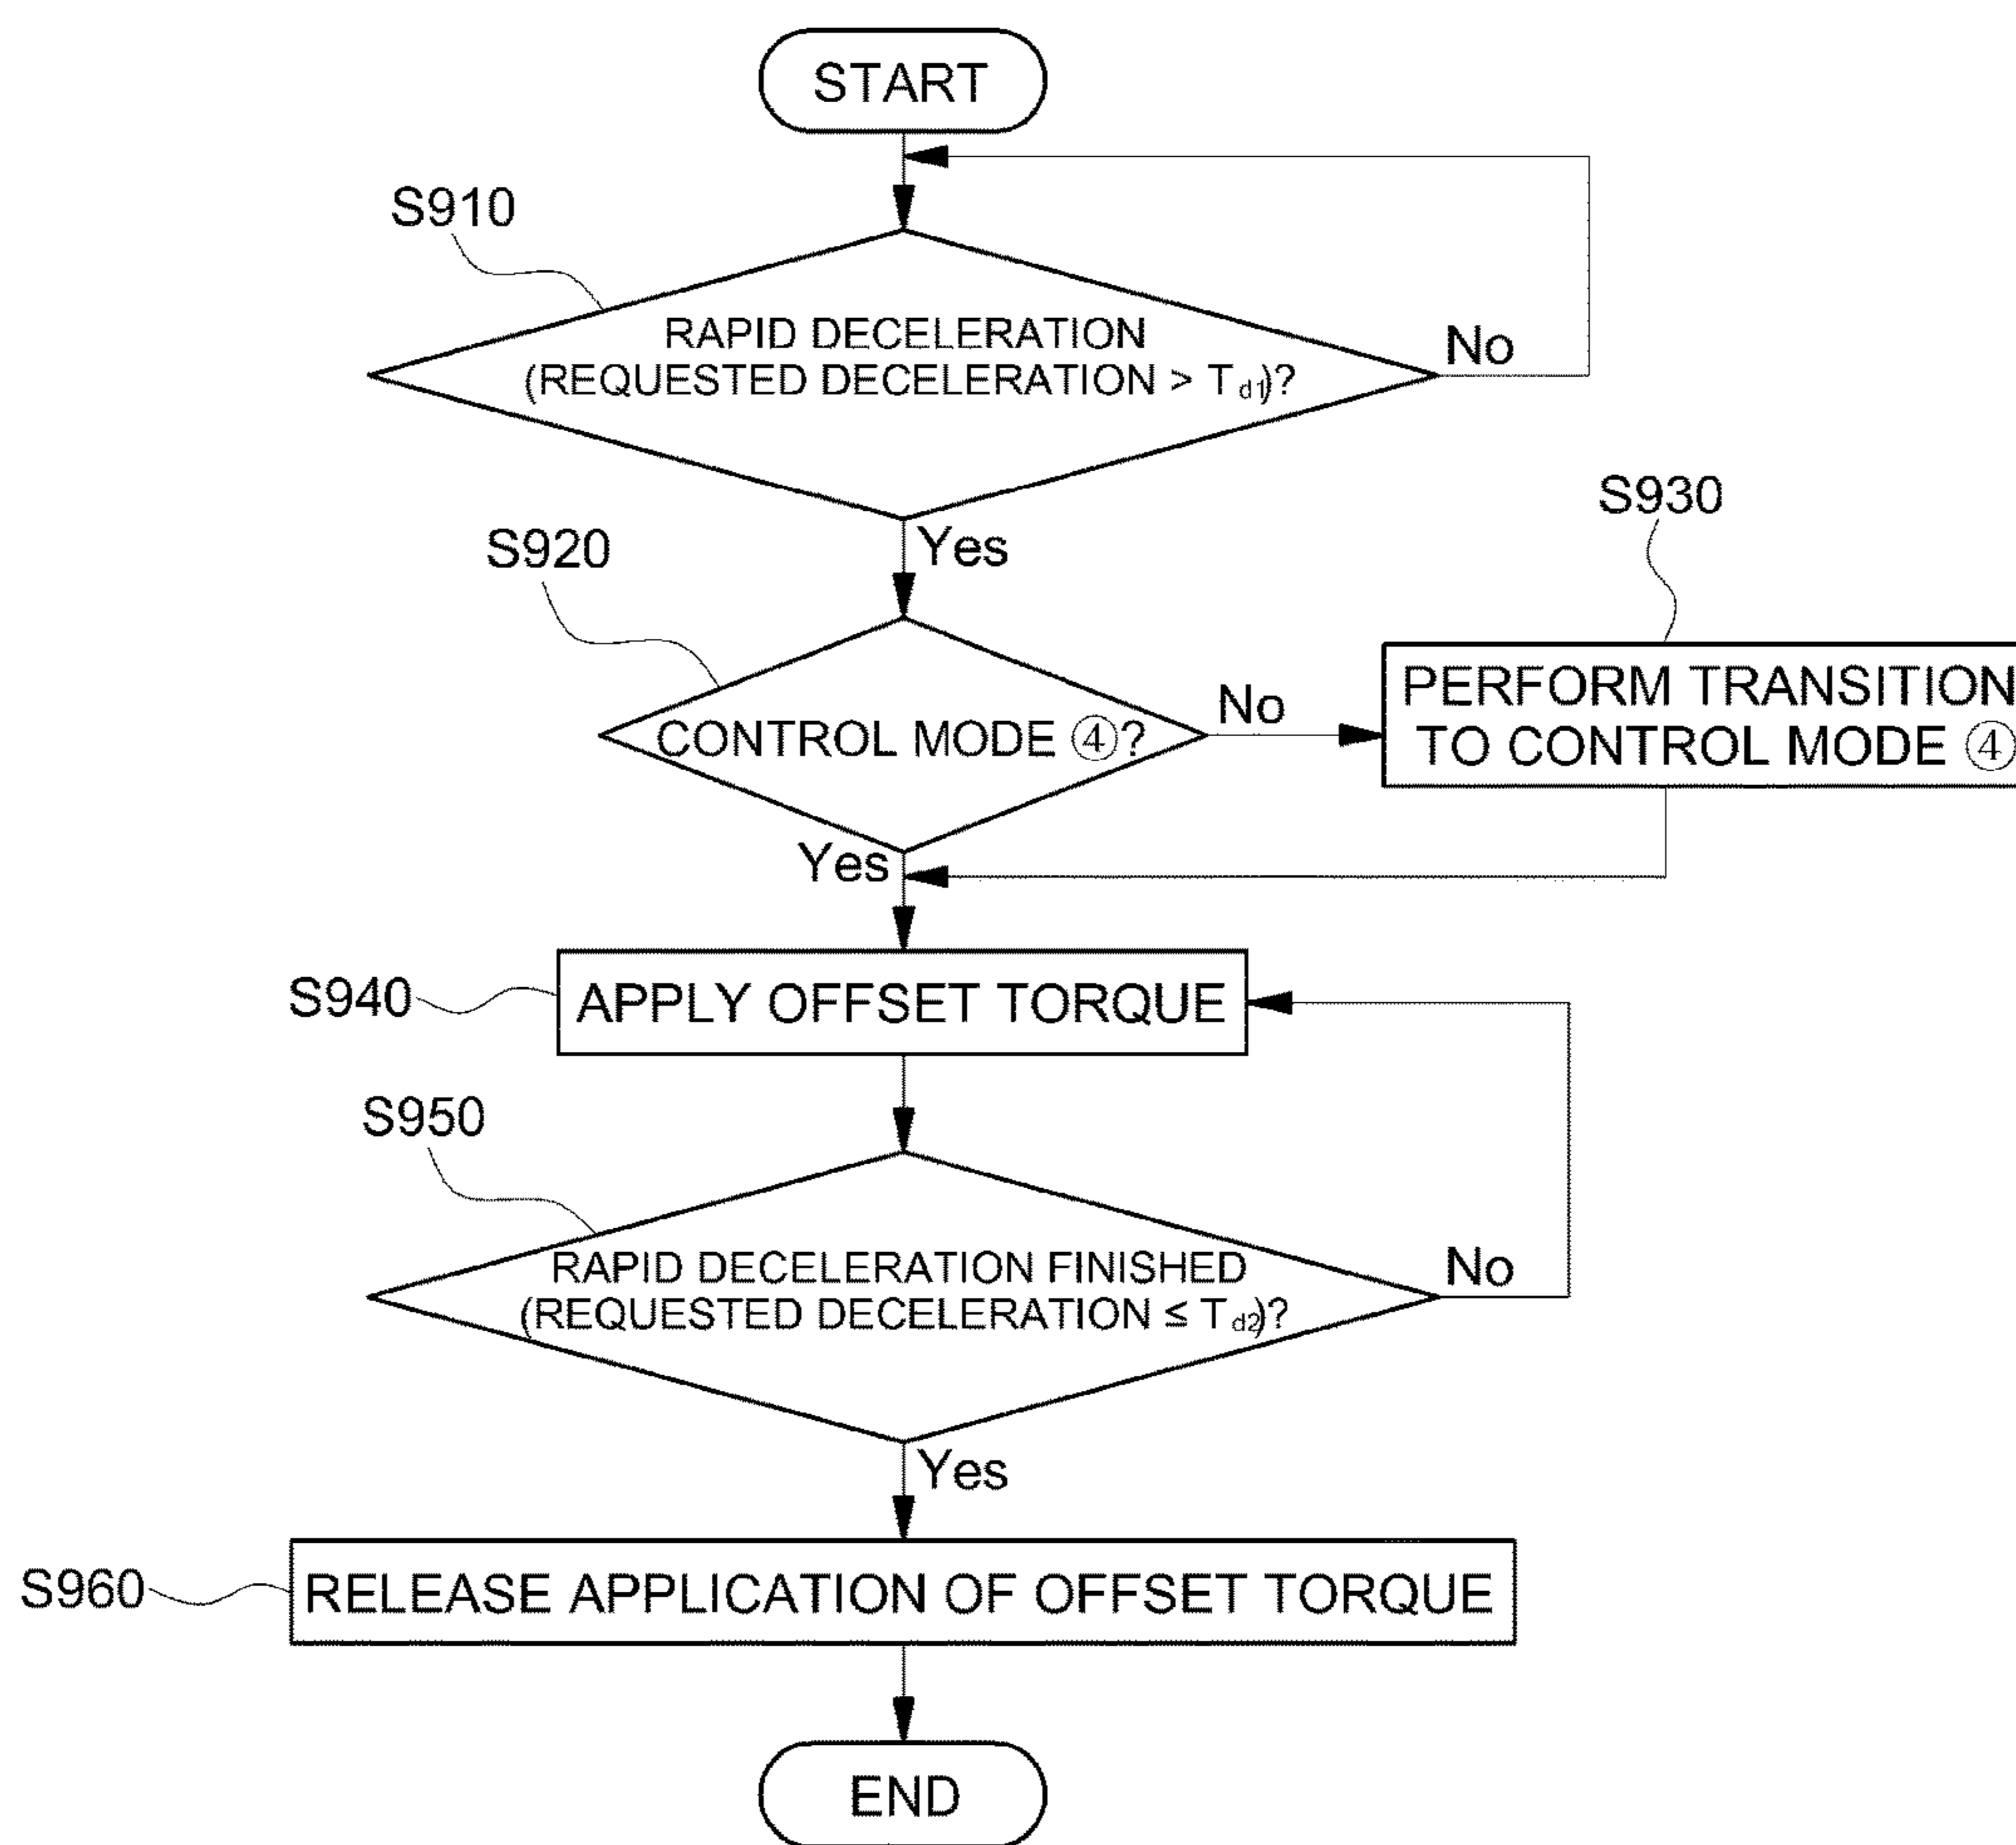 START
S910
RAPID DECELERATION
(REQUESTED DECELERATION > Td1)?
No
Yes
S920
S930
CONTROL MODE ④?
No
PERFORM TRANSITION
TO CONTROL MODE ④
Yes
S940
APPLY OFFSET TORQUE
S950
RAPID DECELERATION FINISHED
(REQUESTED DECELERATION ≤ Td2)?
No
Yes
S960
RELEASE APPLICATION OF OFFSET TORQUE
END